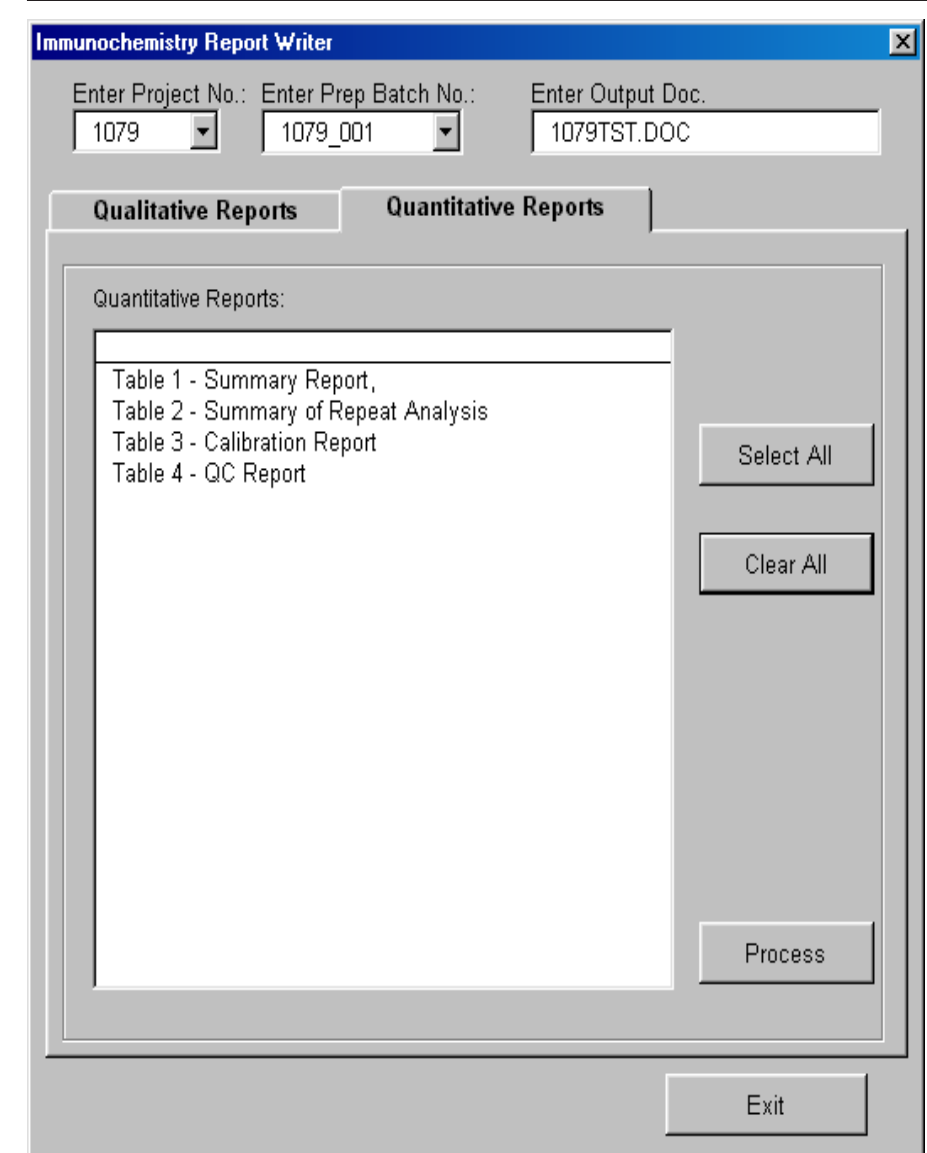 Immunochemistry Report Writer
Enter Project No.: Enter Prep Batch No.: Enter Output Doc.
1079 1079_001 1079TST.DOC
Qualitative Reports Quantitative Reports
Quantitative Reports:
Table 1 - Summary Report,
Table 2 - Summary of Repeat Analysis
Table 3 - Calibration Report
Table 4 - QC Report
Select All
Clear All
Process
Exit